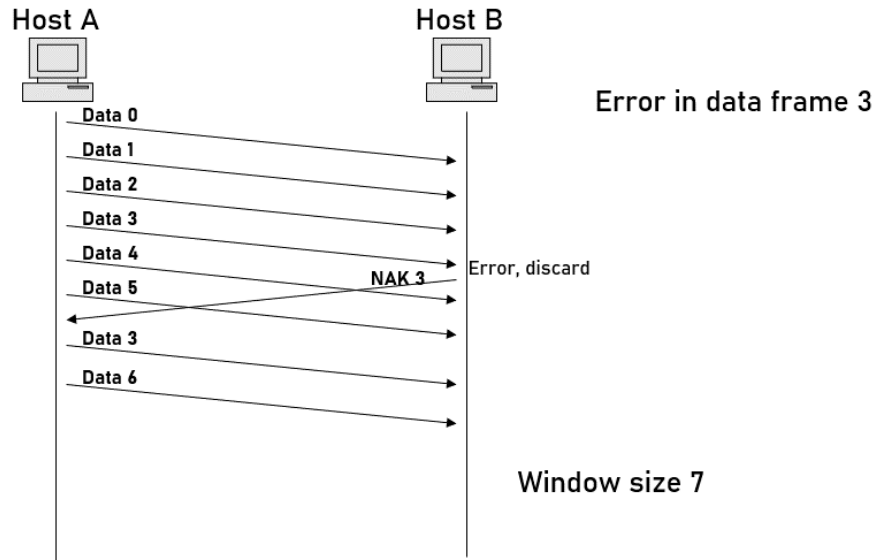 Host A
Host B
Error in data frame 3
Data 0
Data 1
Data 2
Data 3
Data 4
Error, discard
NAK 3
Data 5
Data 3
Data 6
Window size 7